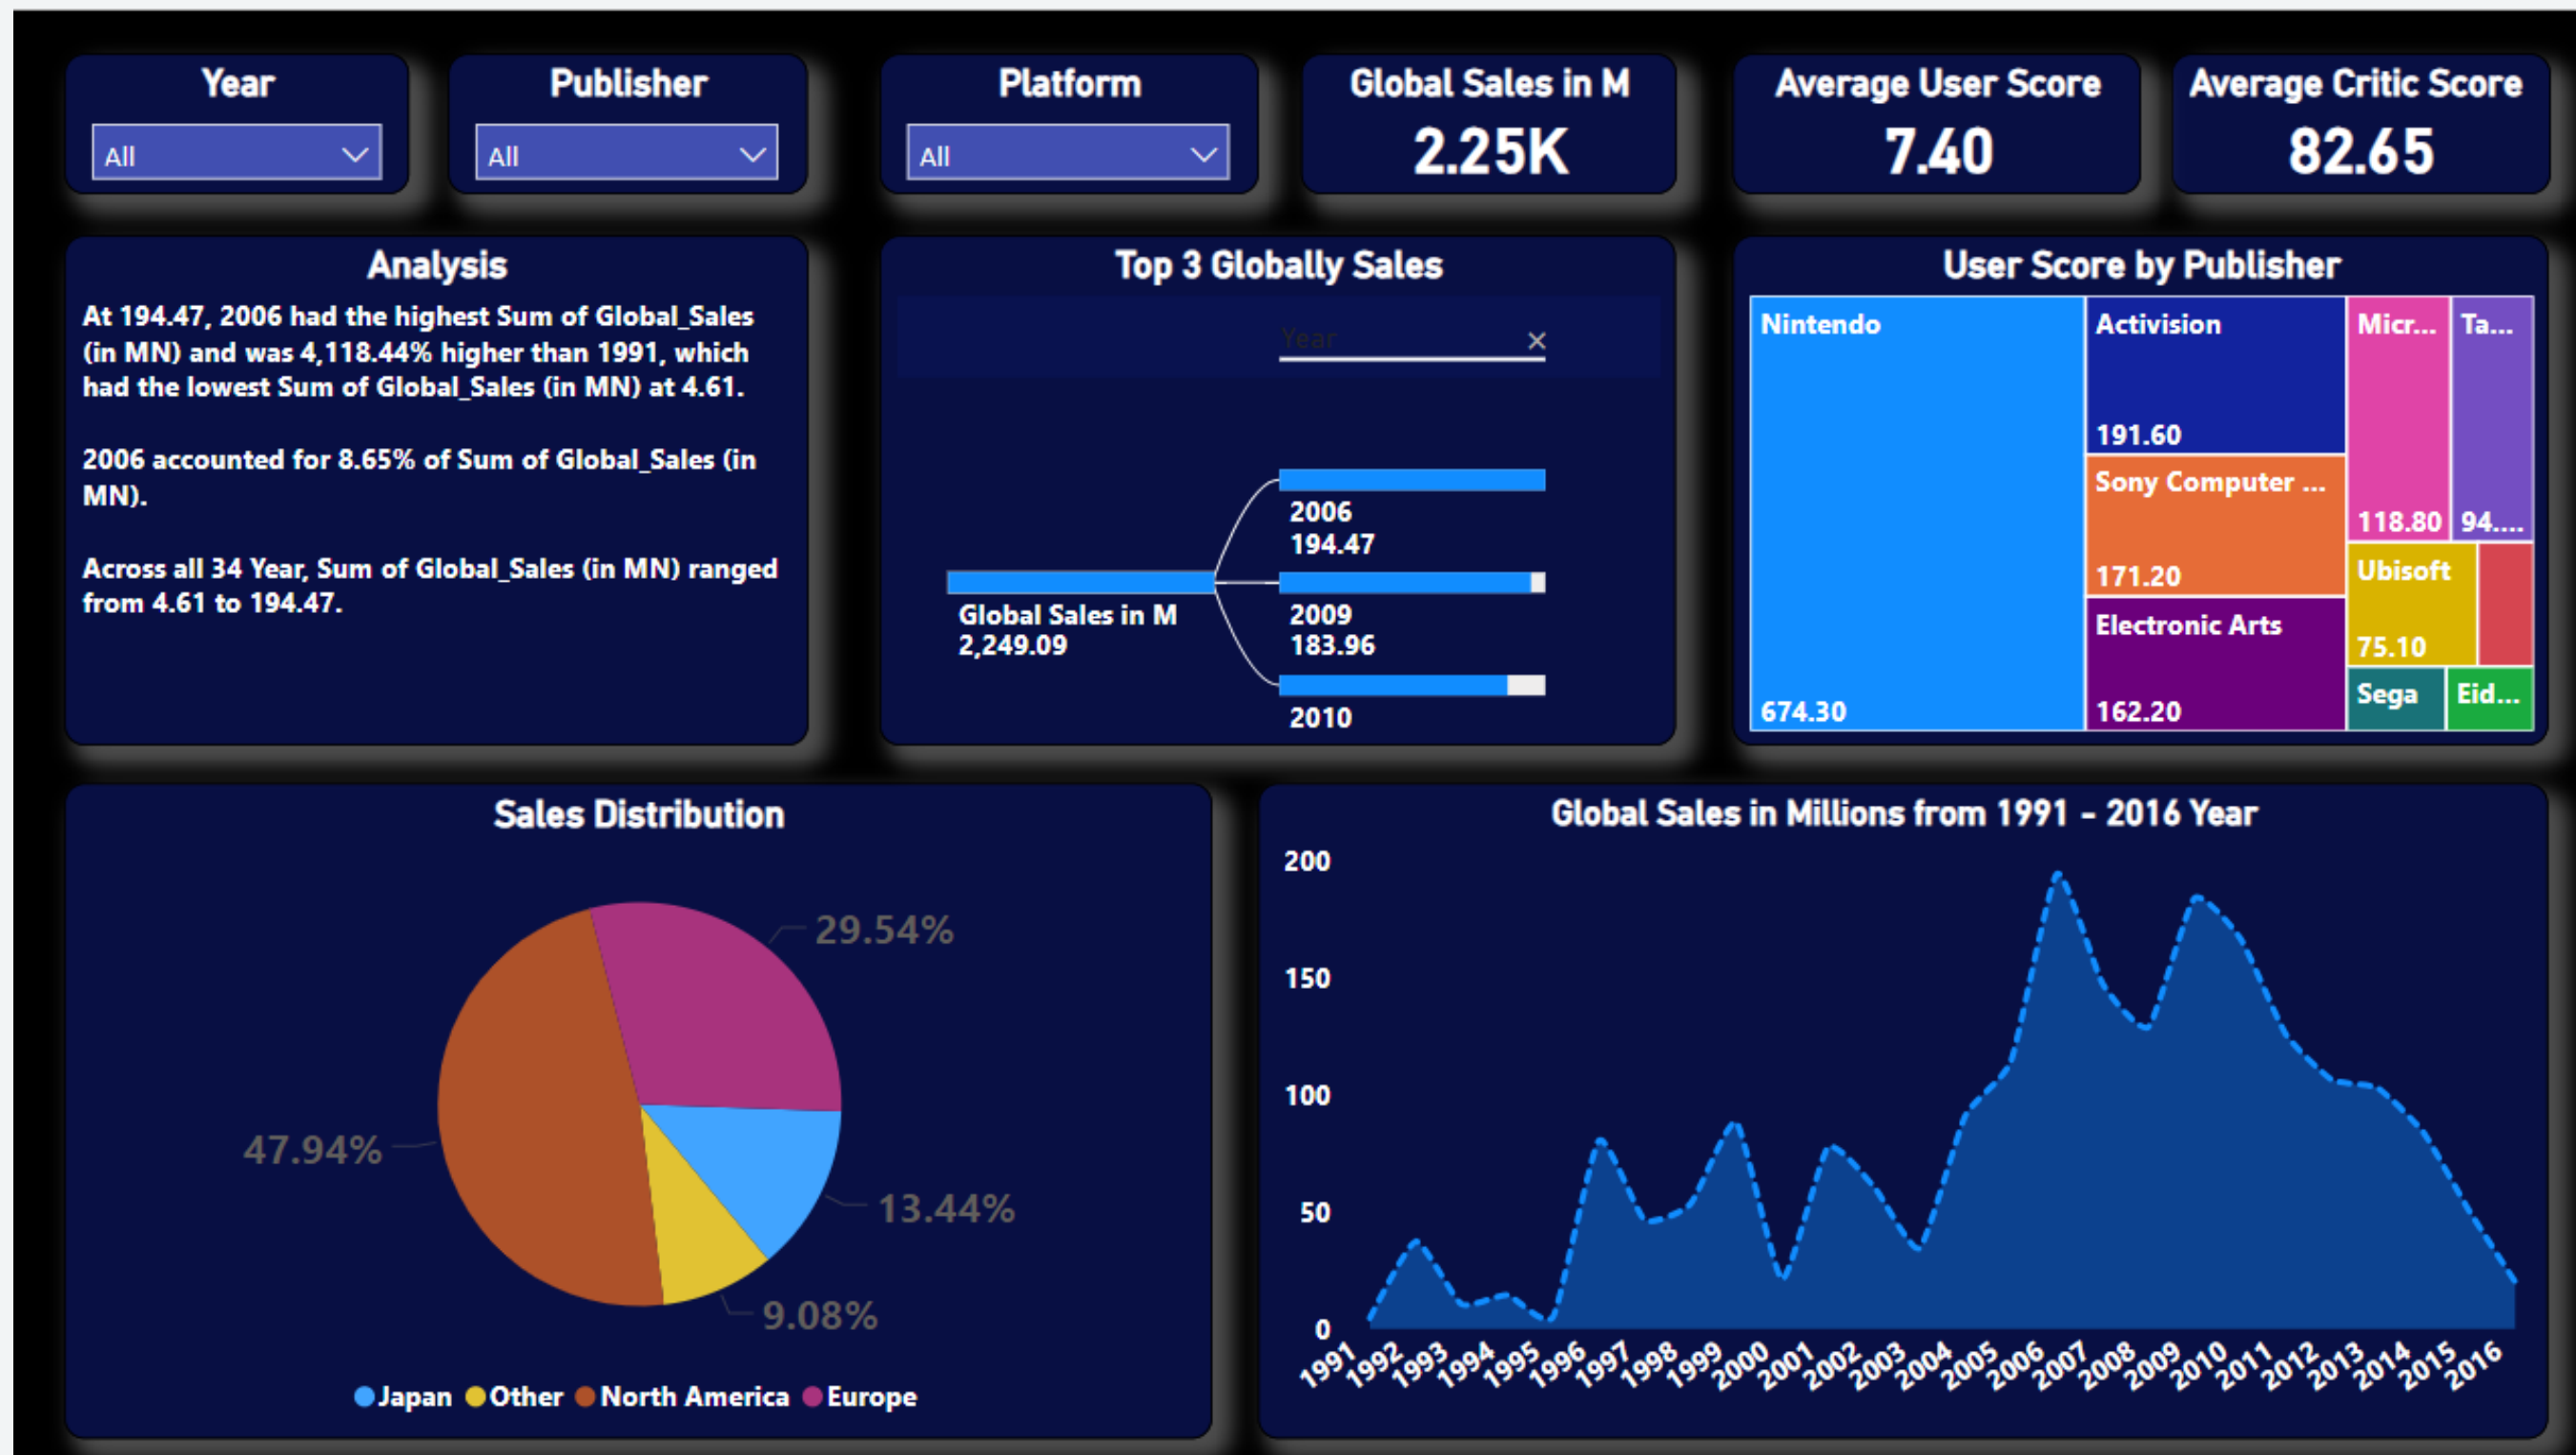 Year
All
Publisher
All
Platform
All
Global Sales in M
2.25K
Average User Score
7.40
Average Critic Score
82.65
Analysis
At 194.47, 2006 had the highest Sum of Global_Sales
(in MN) and was 4,118.44% higher than 1991, which
had the lowest Sum of Global_Sales (in MN) at 4.61.
2006 accounted for 8.65% of Sum of Global_Sales (in
MN).
Across all 34 Year, Sum of Global_Sales (in MN) ranged
from 4.61 to 194.47.
Top 3 Globally Sales
Year
Global Sales in M
2,249.09
2006
194.47
2009
183.96
2010
User Score by Publisher
Nintendo
674.30
Activision
191.60
Sony Computer ...
171.20
Electronic Arts
162.20
Micr...
118.80
Ta...
94....
Ubisoft
75.10
Sega
Eid...
Sales Distribution
29.54%
47.94%
13.44%
9.08%
Japan Other North America Europe
Global Sales in Millions from 1991 - 2016 Year
200
150
100
50
0
1991 1992 1993 1994 1995 1996 1997 1998 1999 2000 2001 2002 2003 2004 2005 2006 2007 2008 2009 2010 2011 2012 2013 2014 2015 2016